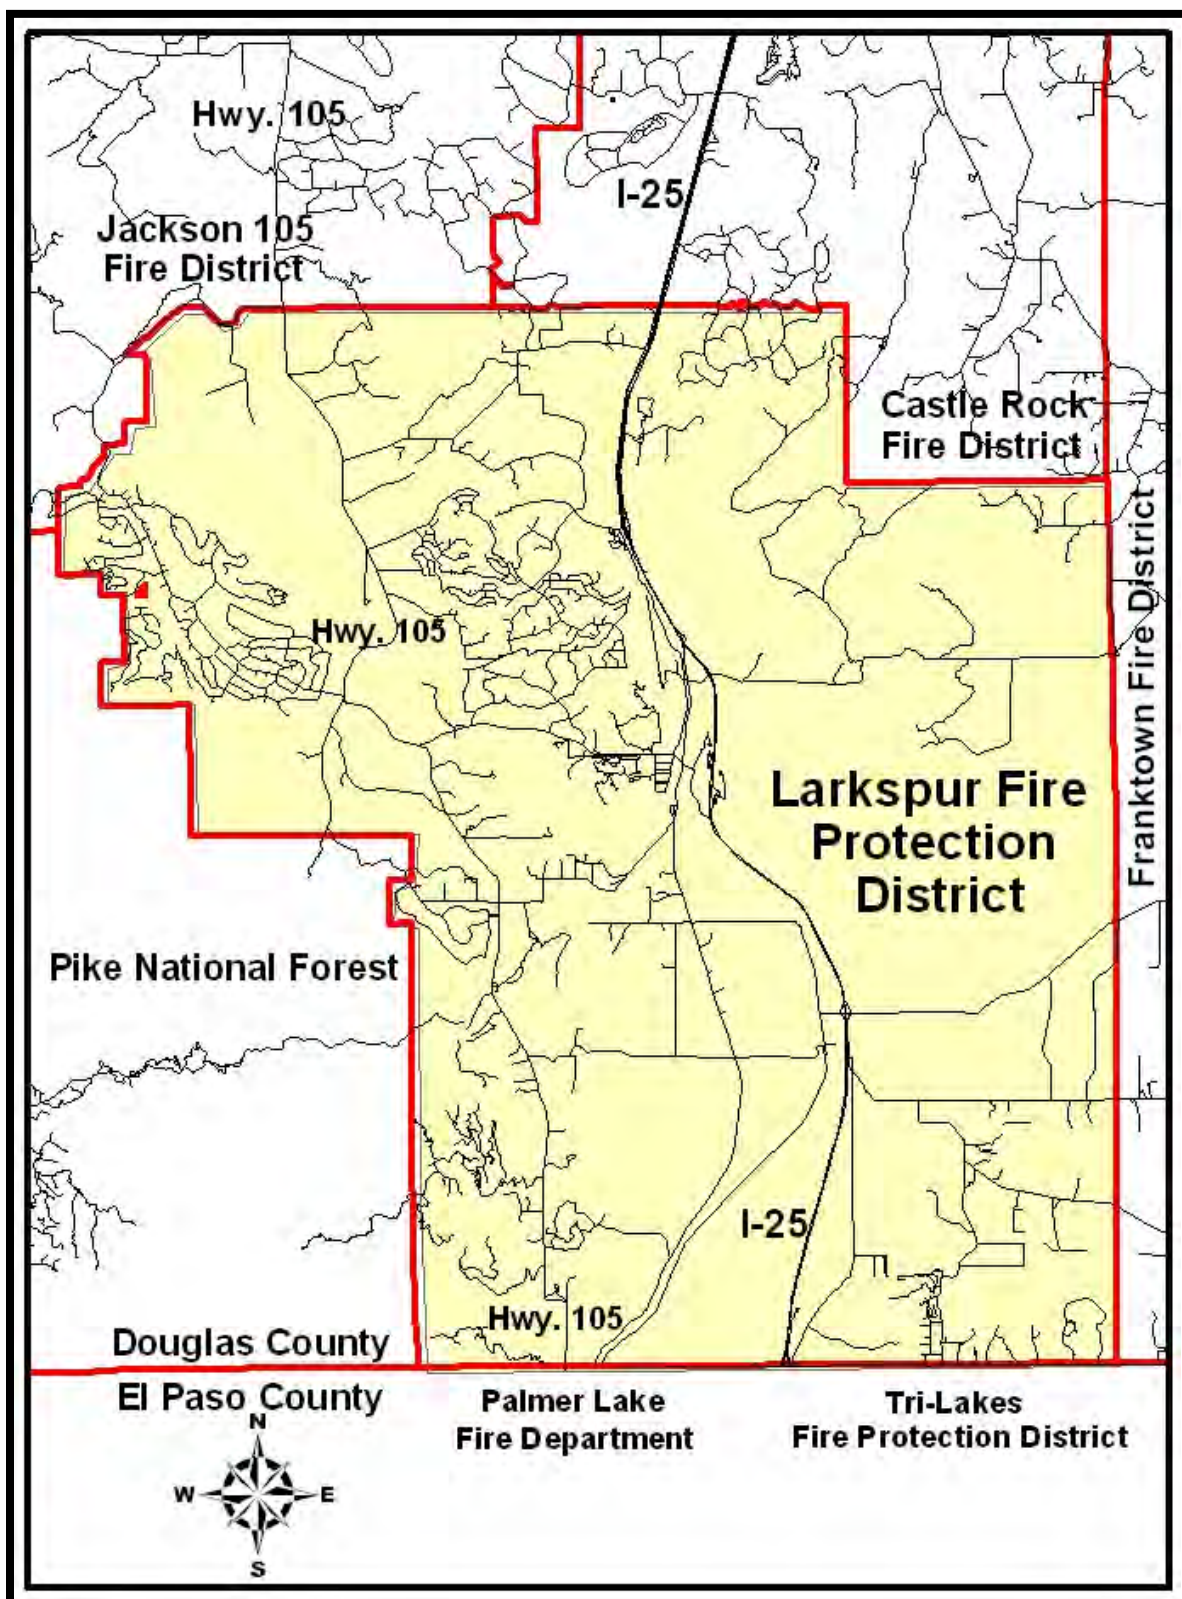 Hwy. 105
I-25
Jackson 105
Fire District
Castle Rock
Fire District
Franktown Fire District
Hwy. 105
Larkspur Fire
Protection
District
Pike National Forest
I-25
Hwy. 105
Douglas County
El Paso County
Palmer Lake
Fire Department
Tri-Lakes
Fire Protection District
N
W
E
S